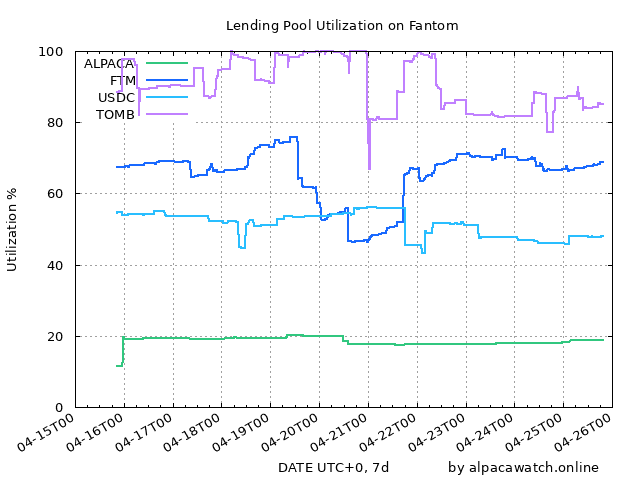 Lending Pool Utilization on Fantom
Utilization %
100
80
60
40
20
0
ALPACA
FTM
USDC
TOMB
04-15T00
04-16T00
04-17T00
04-18T00
04-19T00
04-20T00
04-21T00
04-22T00
04-23T00
04-24T00
04-25T00
04-26T00
DATE UTC+0, 7d
by alpacawatch.online